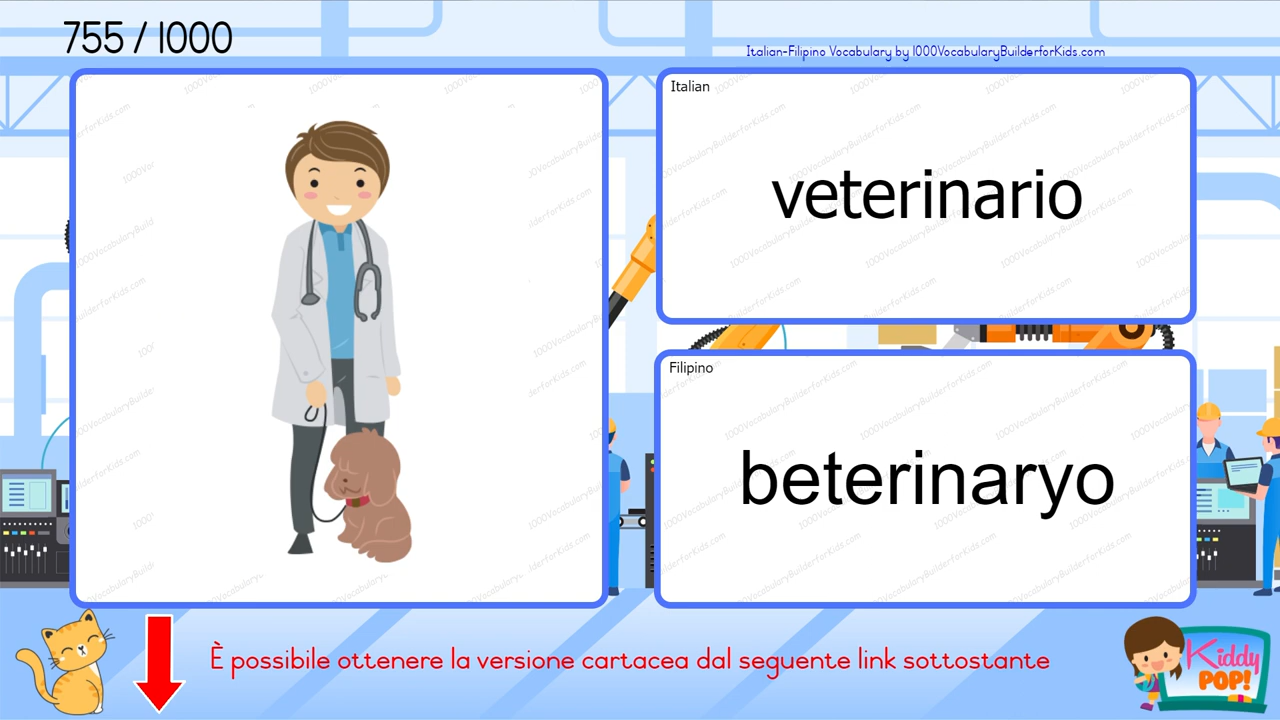 755 / 1000
Italian-Filipino Vocabulary by 1000VocabularyBuilderforKids.com
Italian
veterinario
Filipino
beterinaryo
È possibile ottenere la versione cartacea dal seguente link sottostante
Kiddy
POP!